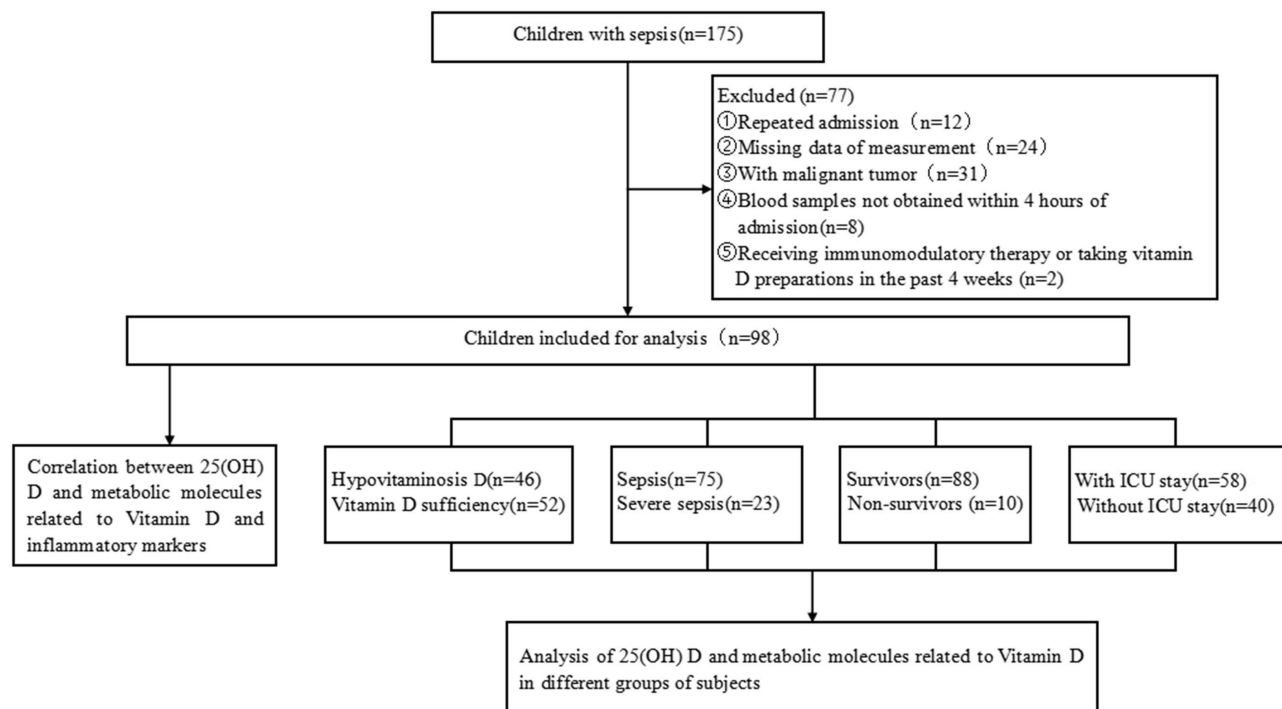 Children with sepsis(n=175)
Excluded (n=77)
①Repeated admission（n=12）
②Missing data of measurement（n=24）
③With malignant tumor（n=31）
④Blood samples not obtained within 4 hours of
admission(n=8)
⑤Receiving immunomodulatory therapy or taking vitamin
D preparations in the past 4 weeks (n=2)
Children included for analysis（n=98）
Correlation between 25(OH)
D and metabolic molecules
related to Vitamin D and
inflammatory markers
Hypovitaminosis D(n=46)
Vitamin D sufficiency(n=52)
Sepsis(n=75)
Severe sepsis(n=23)
Survivors(n=88)
Non-survivors (n=10)
With ICU stay(n=58)
Without ICU stay(n=40)
Analysis of 25(OH) D and metabolic molecules related to Vitamin D
in different groups of subjects